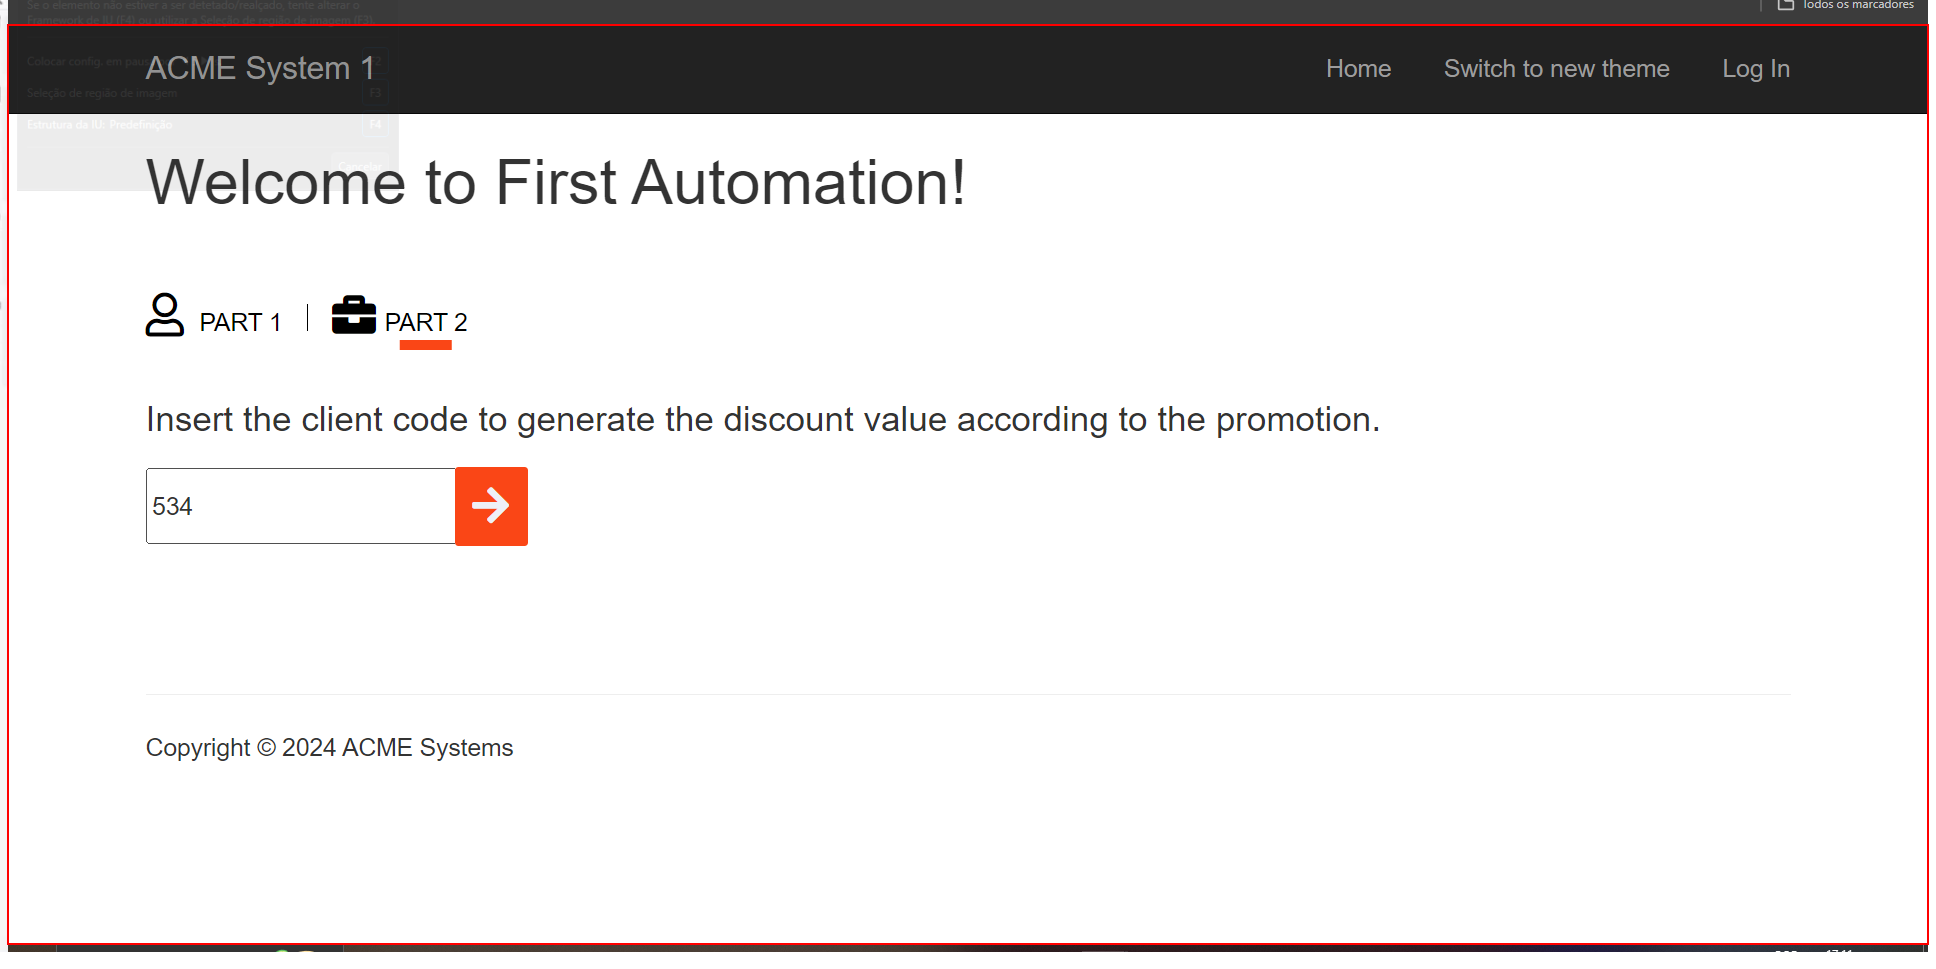 Todos os marcadores
Se o elemento não estiver a ser detetado/realçado, tente alterar o
Framework de IU (F4) ou utilizar a Seleção de região de imagem (F3).
Colocar config. em
ACME System 1
Home
Switch to new theme
Log In
Seleção de região de imagem
F3
Estrutura da IU: Predefinição
F4
Cancelar
Welcome to First Automation!
PART 1
PART 2
Insert the client code to generate the discount value according to the promotion.
534
Copyright © 2024 ACME Systems